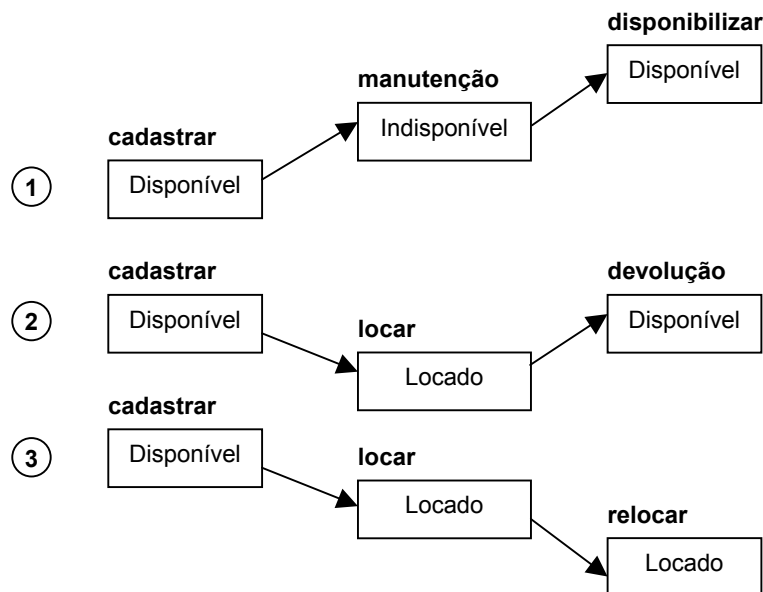 disponibilizar
Disponível
manutenção
Indisponível
cadastrar
Disponível
1
cadastrar
Disponível
2
locar
Locado
devolução
Disponível
cadastrar
Disponível
3
locar
Locado
relocar
Locado